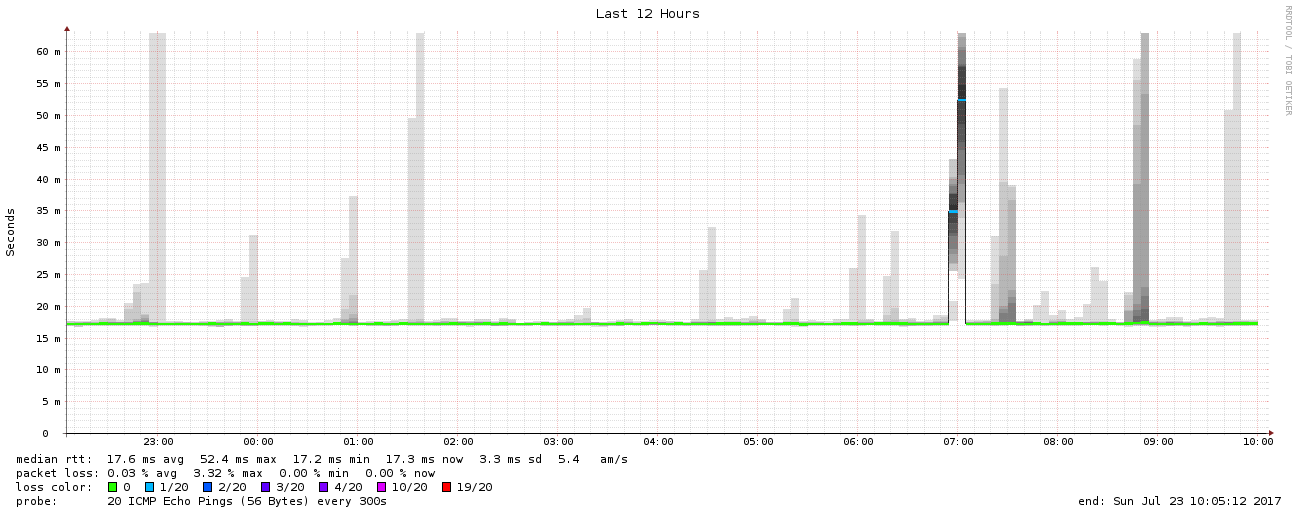 Last 12 Hours
RRDTOOL / TOBI OETIKER
Seconds
60 m
55 m
50 m
45 m
40 m
35 m
30 m
25 m
20 m
15 m
10 m
5 m
0
23:00 00:00 01:00 02:00 03:00 04:00 05:00 06:00 07:00 08:00 09:00 10:00
median rtt: 17.6 ms avg 52.4 ms max 17.2 ms min 17.3 ms now 3.3 ms sd 5.4 am/s
packet loss: 0.03 % avg 3.32 % max 0.00 % min 0.00 % now
loss color: 0 1/20 2/20 3/20 4/20 10/20 19/20
probe: 20 ICMP Echo Pings (56 Bytes) every 300s end: Sun Jul 23 10:05:12 2017